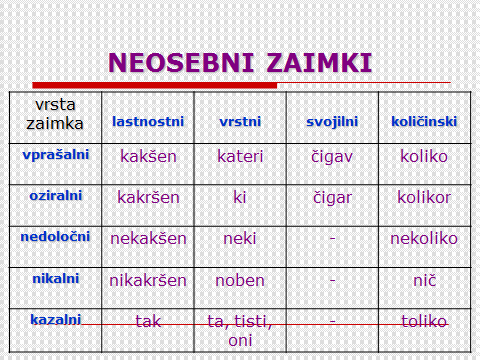 NEOSEBNI ZAIMKI
vrsta
zaimka lastnostni vrstni svojilni količinski
vprašalni kakšen kateri čigav koliko
oziralni kakršen ki čigar kolikor
nedoločni nekakšen neki - nekoliko
nikalni nikakršen noben - nič
kazalni tak ta, tisti, - toliko
oni